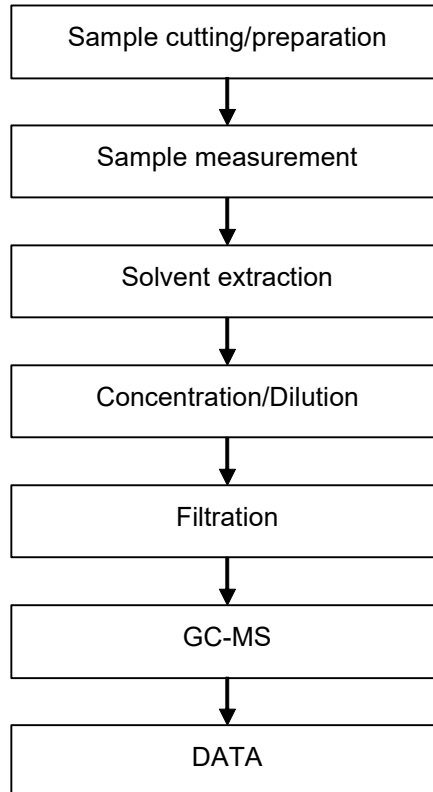 Sample cutting/preparation
Sample measurement
Solvent extraction
Concentration/Dilution
Filtration
GC-MS
DATA